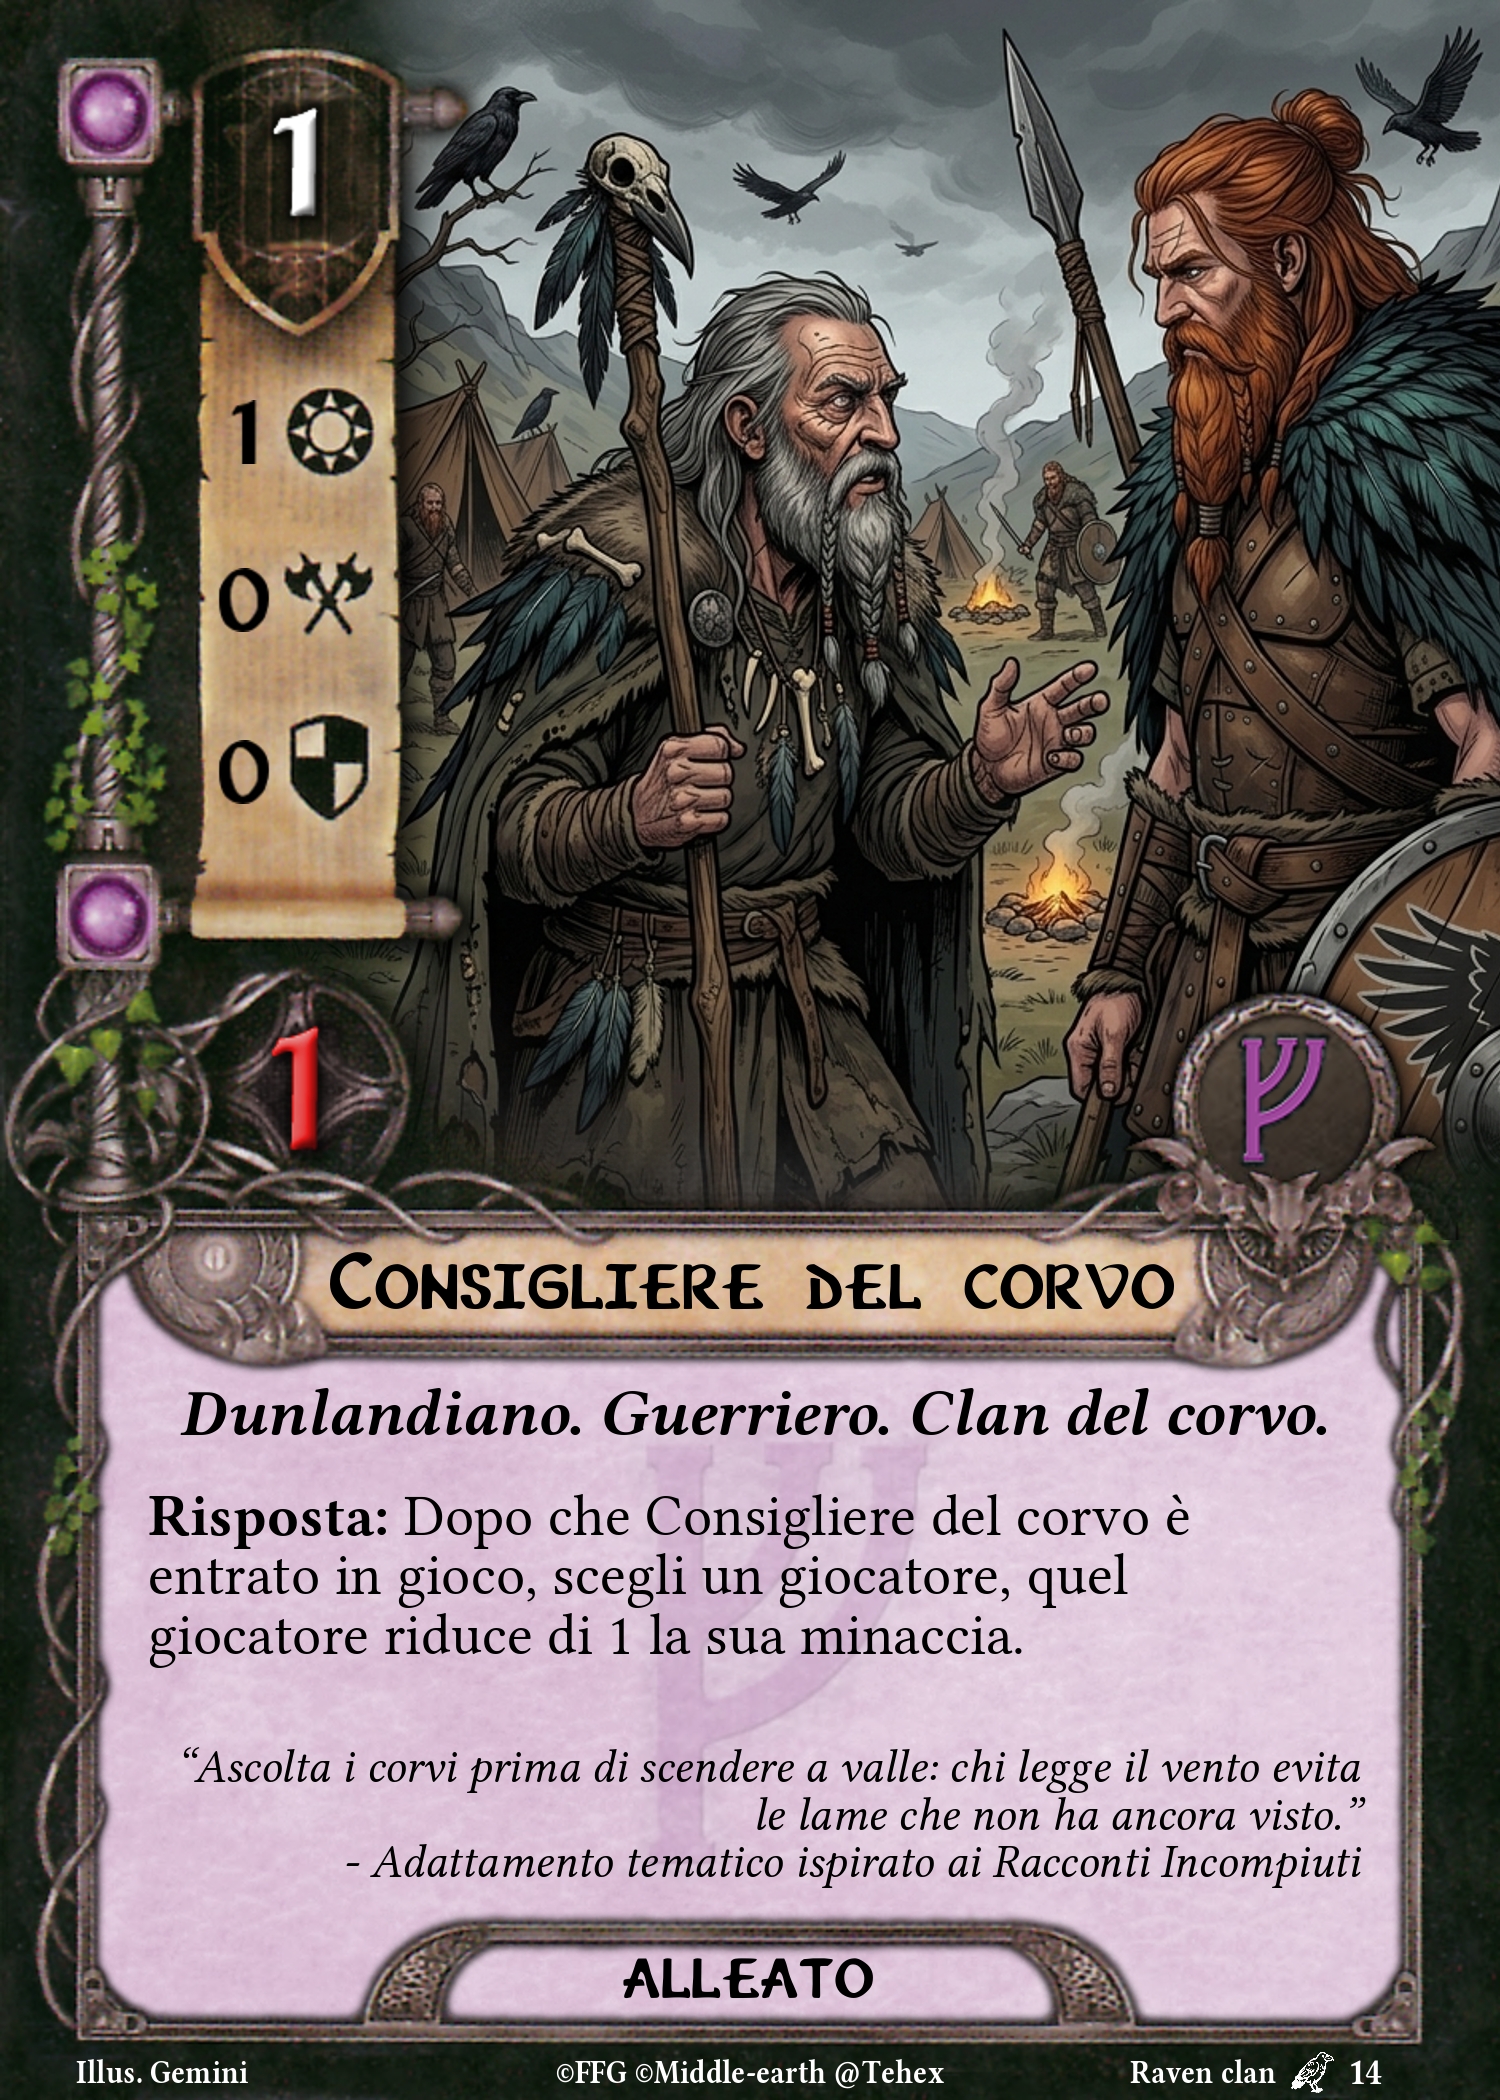 1
1
0
0
1
Consigliere del corvo
Dunlandiano. Guerriero. Clan del corvo.
Risposta: Dopo che Consigliere del corvo è
entrato in gioco, scegli un giocatore, quel
giocatore riduce di 1 la sua minaccia.
“Ascolta i corvi prima di scendere a valle: chi legge il vento evita
le lame che non ha ancora visto.”
- Adattamento tematico ispirato ai Racconti Incompiuti
ALLEATO
Illus. Gemini ©FFG ©Middle-earth @Tehex Raven clan 14